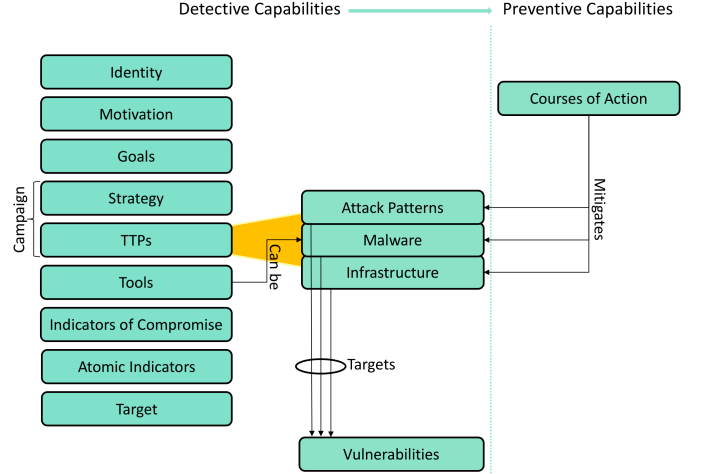 Detective Capabilities
Preventive Capabilities
Identity
Motivation
Goals
Strategy
TTPs
Tools
Indicators of Compromise
Atomic Indicators
Target
Campaign
Can be
Attack Patterns
Malware
Infrastructure
Targets
Vulnerabilities
Courses of Action
Mitigates